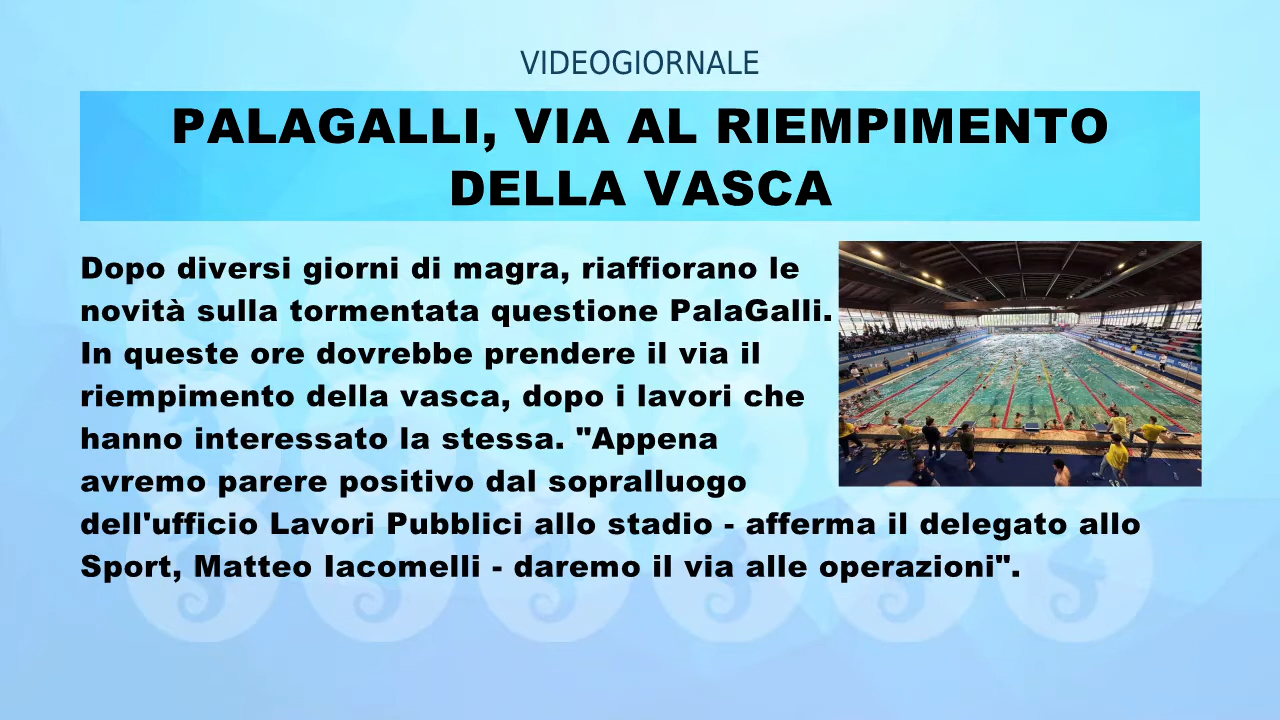 VIDEOGIORNALE
PALAGALLI, VIA AL RIEMPIMENTO
DELLA VASCA
Dopo diversi giorni di magra, riaffiorano le
novità sulla tormentata questione PalaGalli.
In queste ore dovrebbe prendere il via il
riempimento della vasca, dopo i lavori che
hanno interessato la stessa. "Appena
avremo parere positivo dal sopralluogo
dell'ufficio Lavori Pubblici allo stadio - afferma il delegato allo
Sport, Matteo Iacomelli - daremo il via alle operazioni".